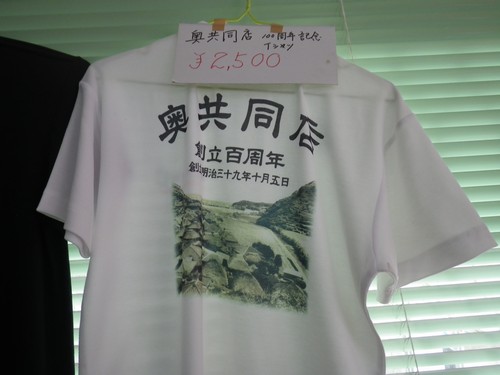 奥共同店 100周年記念
Tシャツ
¥2,500
奥共同店
創立百周年
創立明治三十九年十月五日